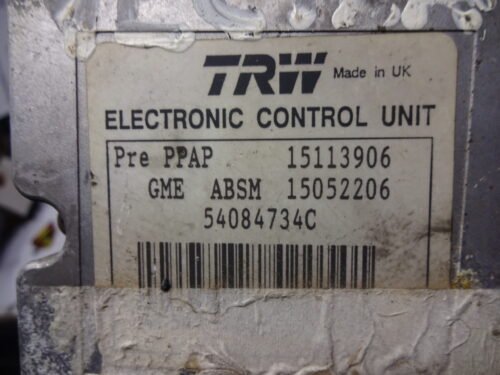 TRW Made in UK
ELECTRONIC CONTROL UNIT
Pre PPAP 15113906
GME ABSM 15052206
54084734C